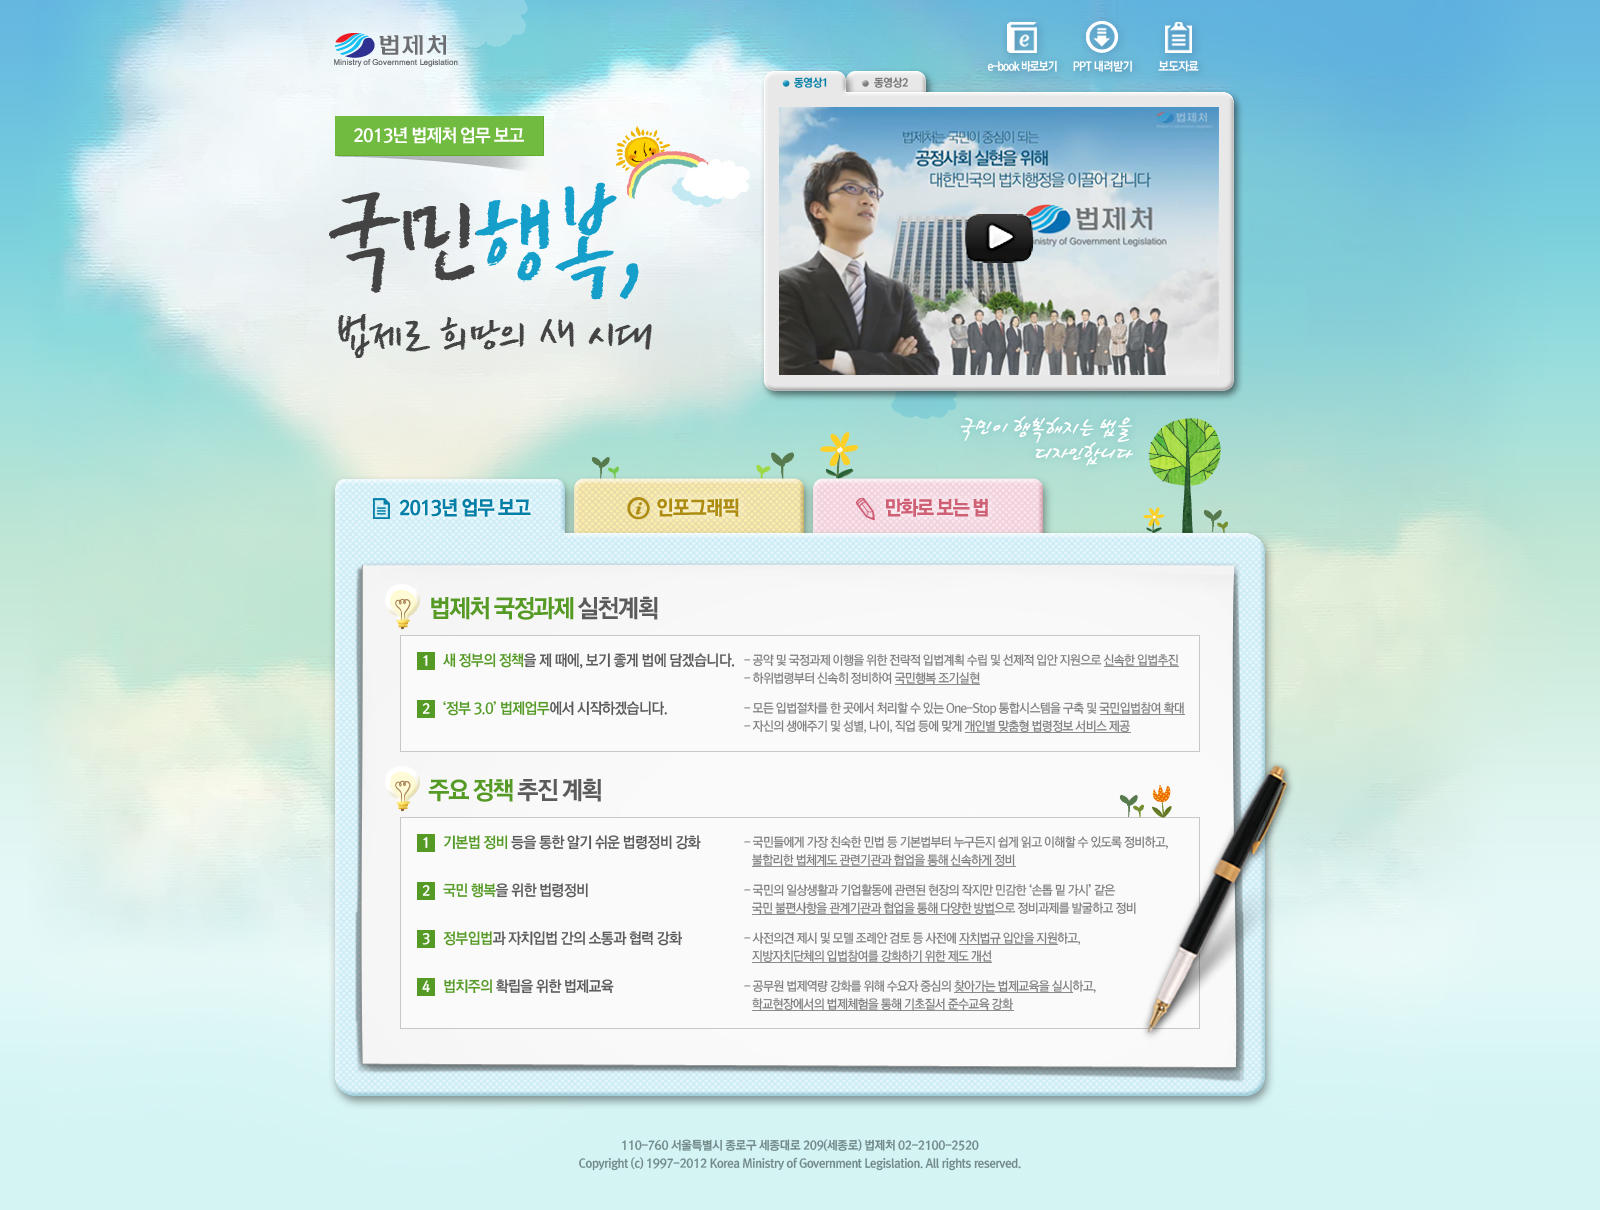 법제처
Ministry of Government Legislation
e-book 바로보기
PPT 내려받기
보도자료
동영상1
동영상2
2013년 법제처 업무 보고
국민행복,
법제로 희망의 새 시대
법제처
법제처는 국민이 중심이 되는
공정사회 실현을 위해
대한민국의 법치행정을 이끌어 갑니다
법제처
Ministry of Government Legislation
국민이 행복해지는 법을
디자인합니다
2013년 업무 보고
인포그래픽
만화로 보는 법
법제처 국정과제 실천계획
1 새 정부의 정책을 제 때에, 보기 좋게 법에 담겠습니다.
- 공약 및 국정과제 이행을 위한 전략적 입법계획 수립 및 선제적 입안 지원으로 신속한 입법추진
- 하위법령부터 신속히 정비하여 국민행복 조기실현
2 ‘정부 3.0’ 법제업무에서 시작하겠습니다.
- 모든 입법절차를 한 곳에서 처리할 수 있는 One-Stop 통합시스템을 구축 및 국민입법참여 확대
- 자신의 생애주기 및 성별, 나이, 직업 등에 맞게 개인별 맞춤형 법령정보 서비스 제공
주요 정책 추진 계획
1 기본법 정비 등을 통한 알기 쉬운 법령정비 강화
- 국민들에게 가장 친숙한 민법 등 기본법부터 누구든지 쉽게 읽고 이해할 수 있도록 정비하고,
불합리한 법체계도 관련기관과 협업을 통해 신속하게 정비
2 국민 행복을 위한 법령정비
- 국민의 일상생활과 기업활동에 관련된 현장의 작지만 민감한 ‘손톱 밑 가시’ 같은
국민 불편사항을 관계기관과 협업을 통해 다양한 방법으로 정비과제를 발굴하고 정비
3 정부입법과 자치입법 간의 소통과 협력 강화
- 사전의견 제시 및 모델 조례안 검토 등 사전에 자치법규 입안을 지원하고,
지방자치단체의 입법참여를 강화하기 위한 제도 개선
4 법치주의 확립을 위한 법제교육
- 공무원 법제역량 강화를 위해 수요자 중심의 찾아가는 법제교육을 실시하고,
학교현장에서의 법제체험을 통해 기초질서 준수교육 강화
110-760 서울특별시 종로구 세종대로 209(세종로) 법제처 02-2100-2520
Copyright (c) 1997-2012 Korea Ministry of Government Legislation. All rights reserved.